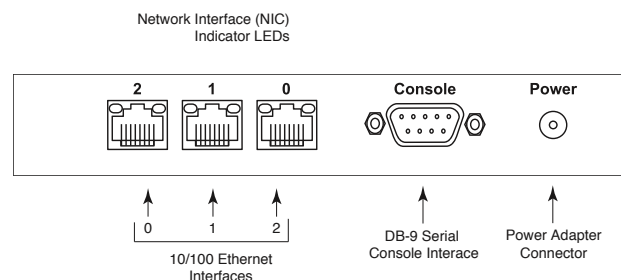 Network Interface (NIC)
Indicator LEDs
2 1 0 Console Power
0 1 2
10/100 Ethernet
Interfaces
DB-9 Serial
Console Interace
Power Adapter
Connector